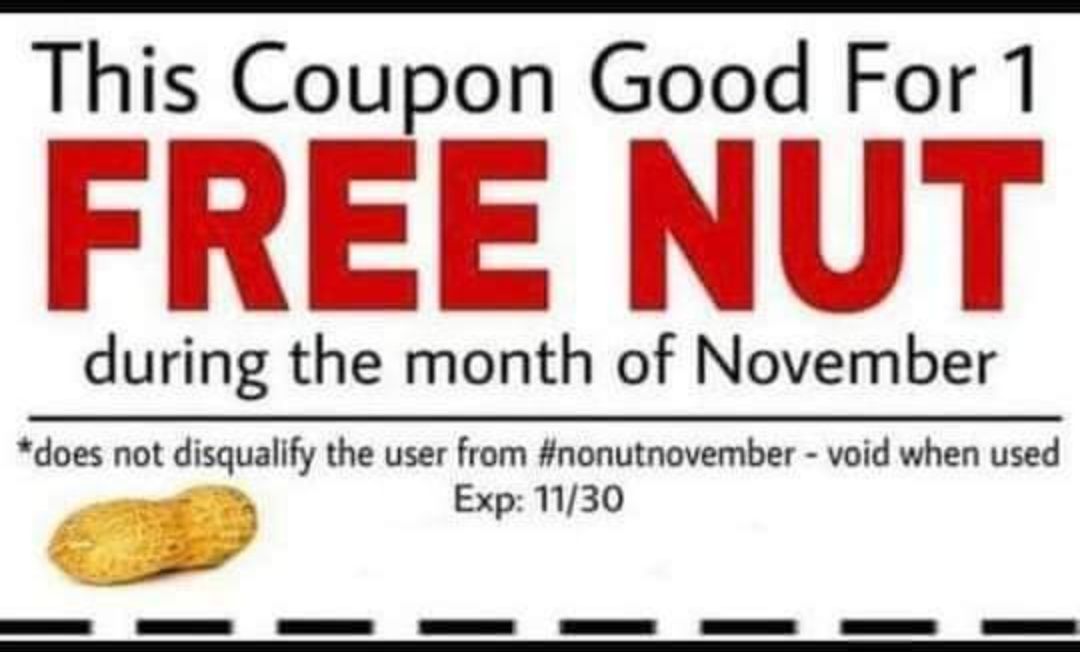 This Coupon Good For 1
FREE NUT
during the month of November
*does not disqualify the user from #nonutnovember - void when used
Exp: 11/30